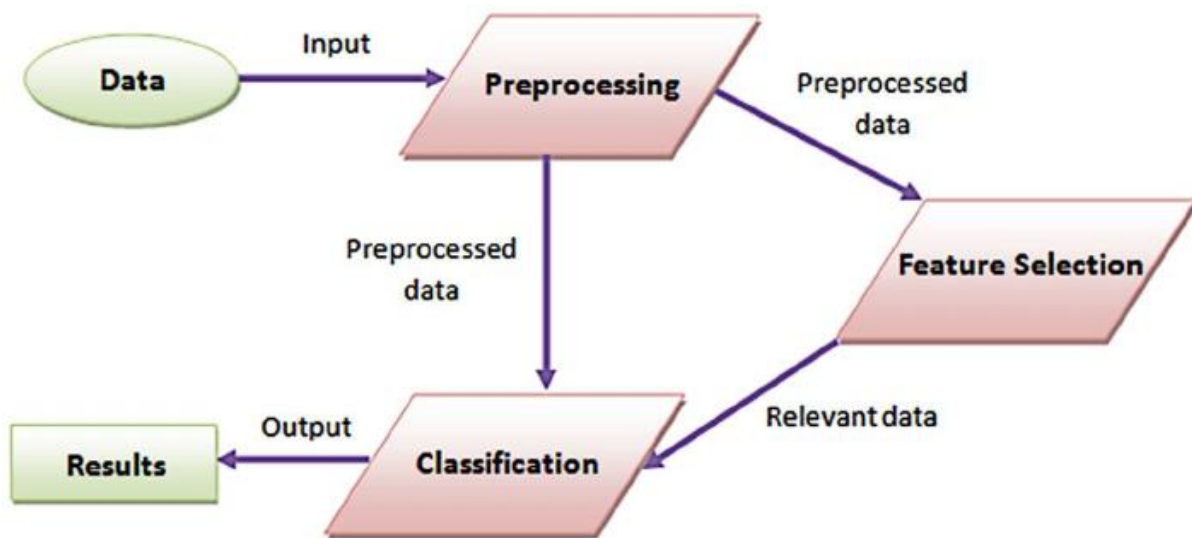 Input
Data
Preprocessing
Preprocessed
data
Preprocessed
data
Feature Selection
Relevant data
Output
Classification
Results